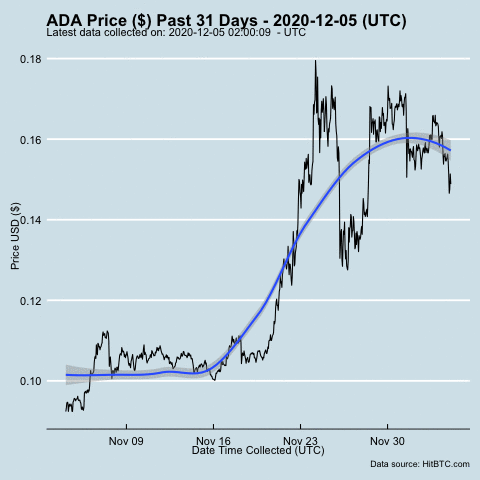 ADA Price ($) Past 31 Days - 2020-12-05 (UTC)
Latest data collected on: 2020-12-05 02:00:09 - UTC
0.18
0.16
0.14
0.12
0.10
Price USD ($)
Nov 09 Nov 16 Nov 23 Nov 30
Date Time Collected (UTC)
Data source: HitBTC.com